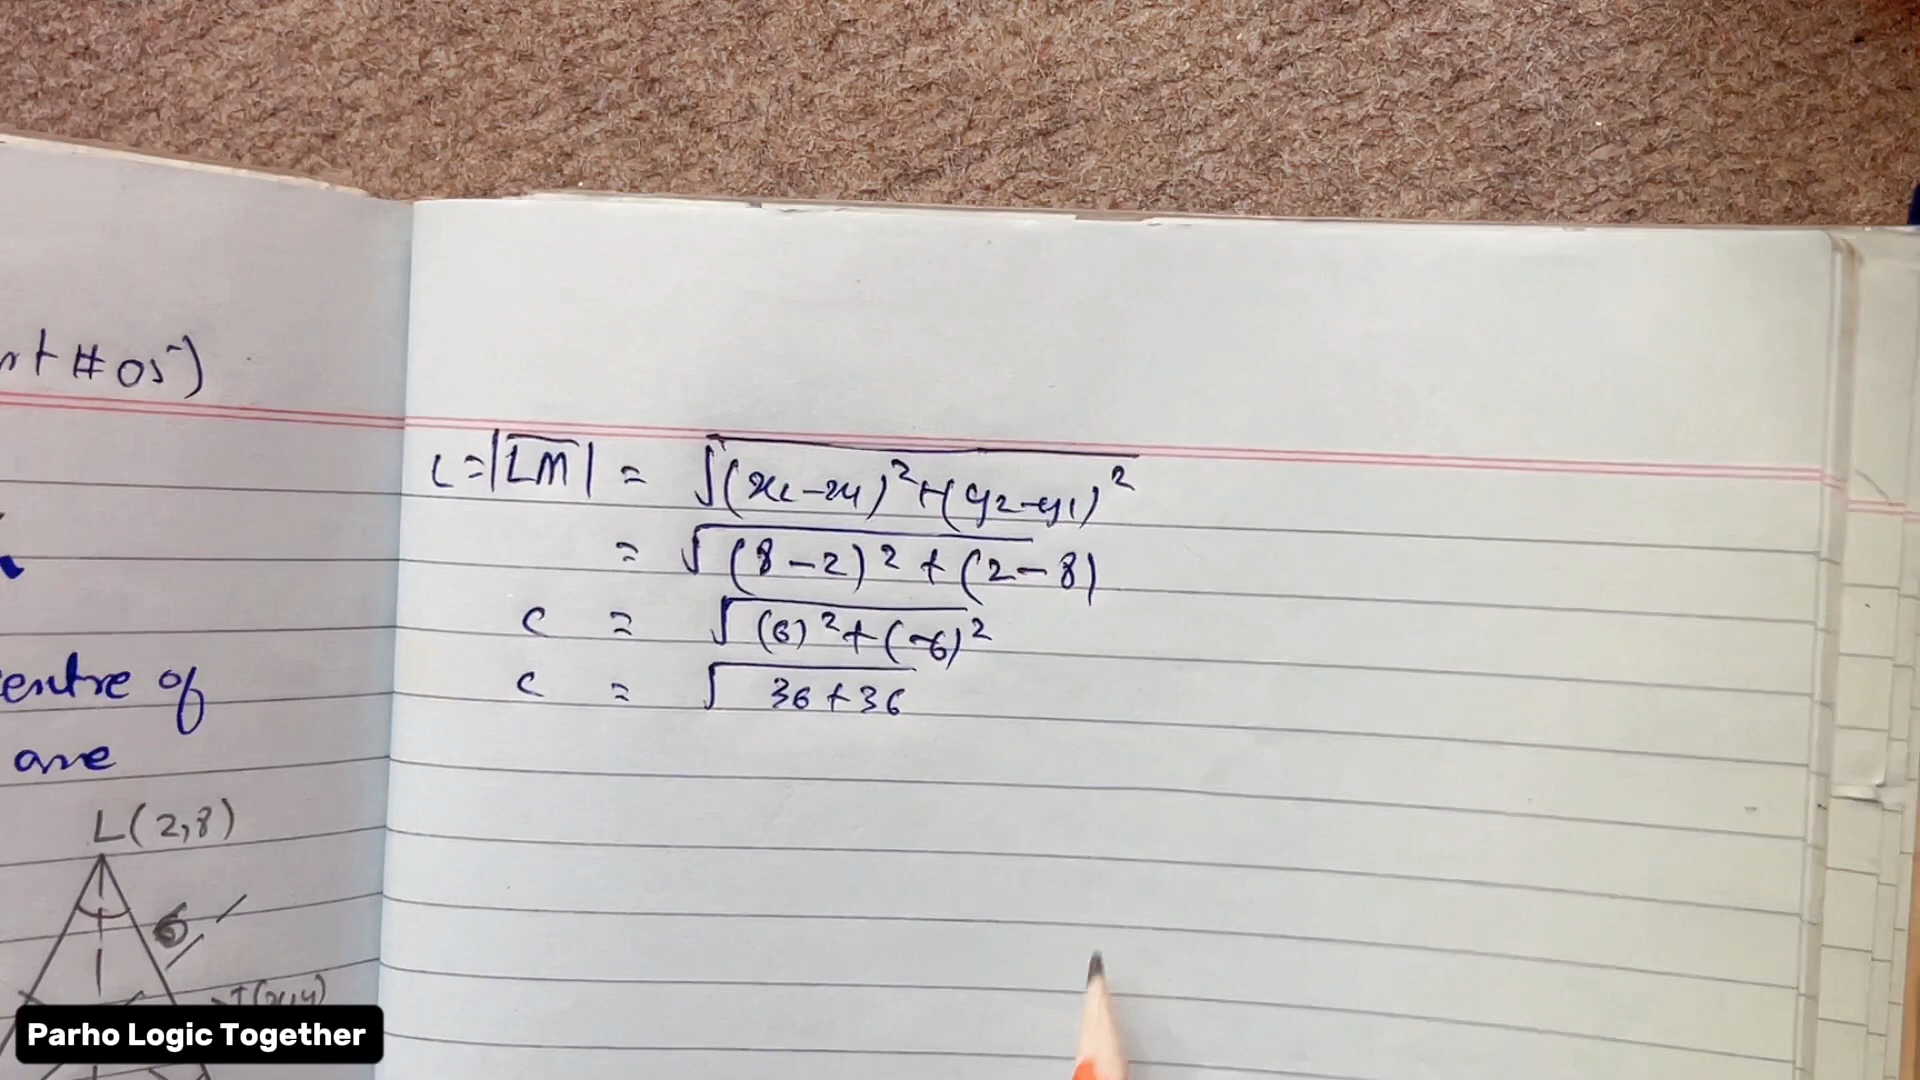 nt # 05)
entre of
are
L(2,8)
6
I(x,y)
c = |LM| = √(x₂-x₁)²+(y₂-y₁)²
= √(8-2)²+(2-8)
c = √(6)²+(-6)²
c = √36+36
Parho Logic Together